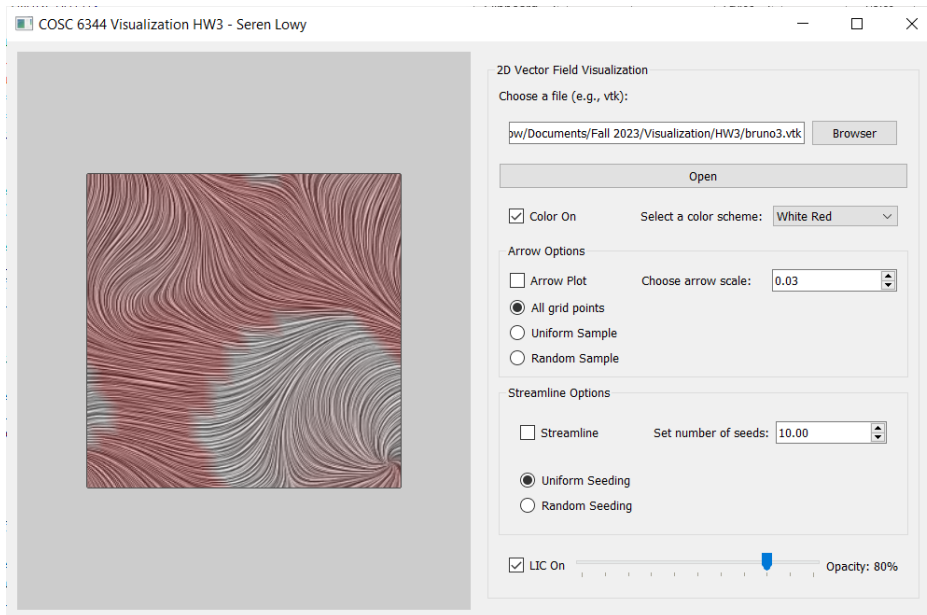 COSC 6344 Visualization HW3 - Seren Lowy
2D Vector Field Visualization
Choose a file (e.g., vtk):
ow/Documents/Fall 2023/Visualization/HW3/bruno3.vtk Browser
Open
Color On Select a color scheme: White Red
Arrow Options
Arrow Plot Choose arrow scale: 0.03
All grid points
Uniform Sample
Random Sample
Streamline Options
Streamline Set number of seeds: 10.00
Uniform Seeding
Random Seeding
LIC On Opacity: 80%